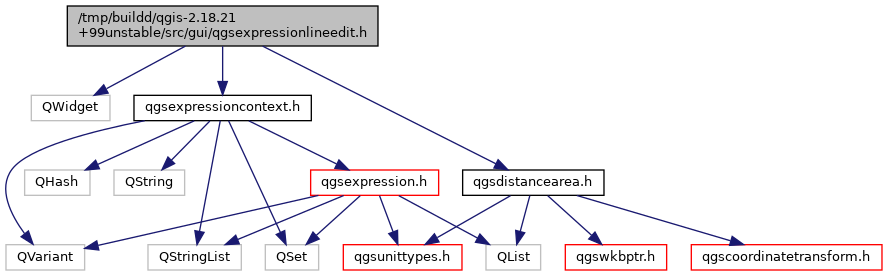 /tmp/buildd/qgis-2.18.21
+99unstable/src/gui/qgsexpressionlineedit.h
QWidget
qgsexpressioncontext.h
QHash
QString
qgsexpression.h
qgsdistancearea.h
QVariant
QStringList
QSet
qgsunittypes.h
QList
qgswkbptr.h
qgscoordinatetransform.h